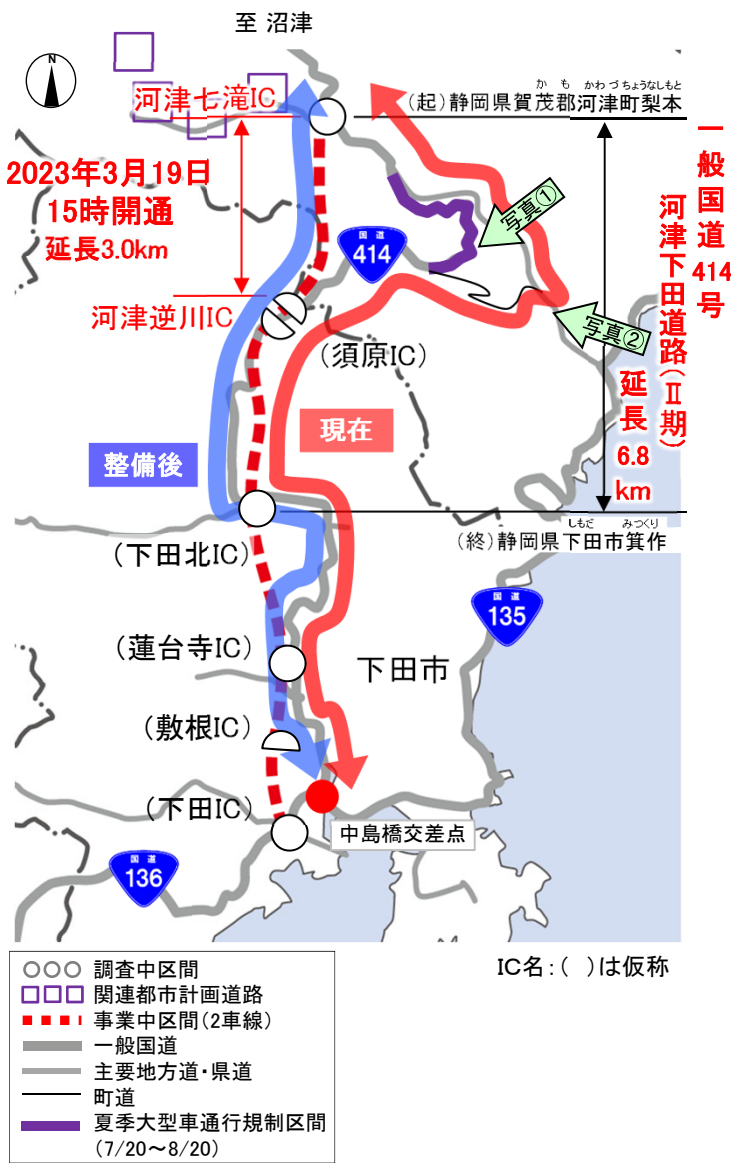 至 沼津
N
河津七滝IC
か も かわづちょうなしもと
(起)静岡県賀茂郡河津町梨本
2023年3月19日
15時開通
延長3.0km
一般国道414号
河津下田道路(Ⅱ期)
延長
6.8
km
写真①
国道
414
写真②
河津逆川IC
(須原IC)
現在
整備後
しもだ みつくり
(終)静岡県下田市箕作
(下田北IC)
国道
135
(蓮台寺IC)
下田市
(敷根IC)
(下田IC)
中島橋交差点
国道
136
IC名:( )は仮称
調査中区間
関連都市計画道路
事業中区間(2車線)
一般国道
主要地方道・県道
町道
夏季大型車通行規制区間
(7/20～8/20)